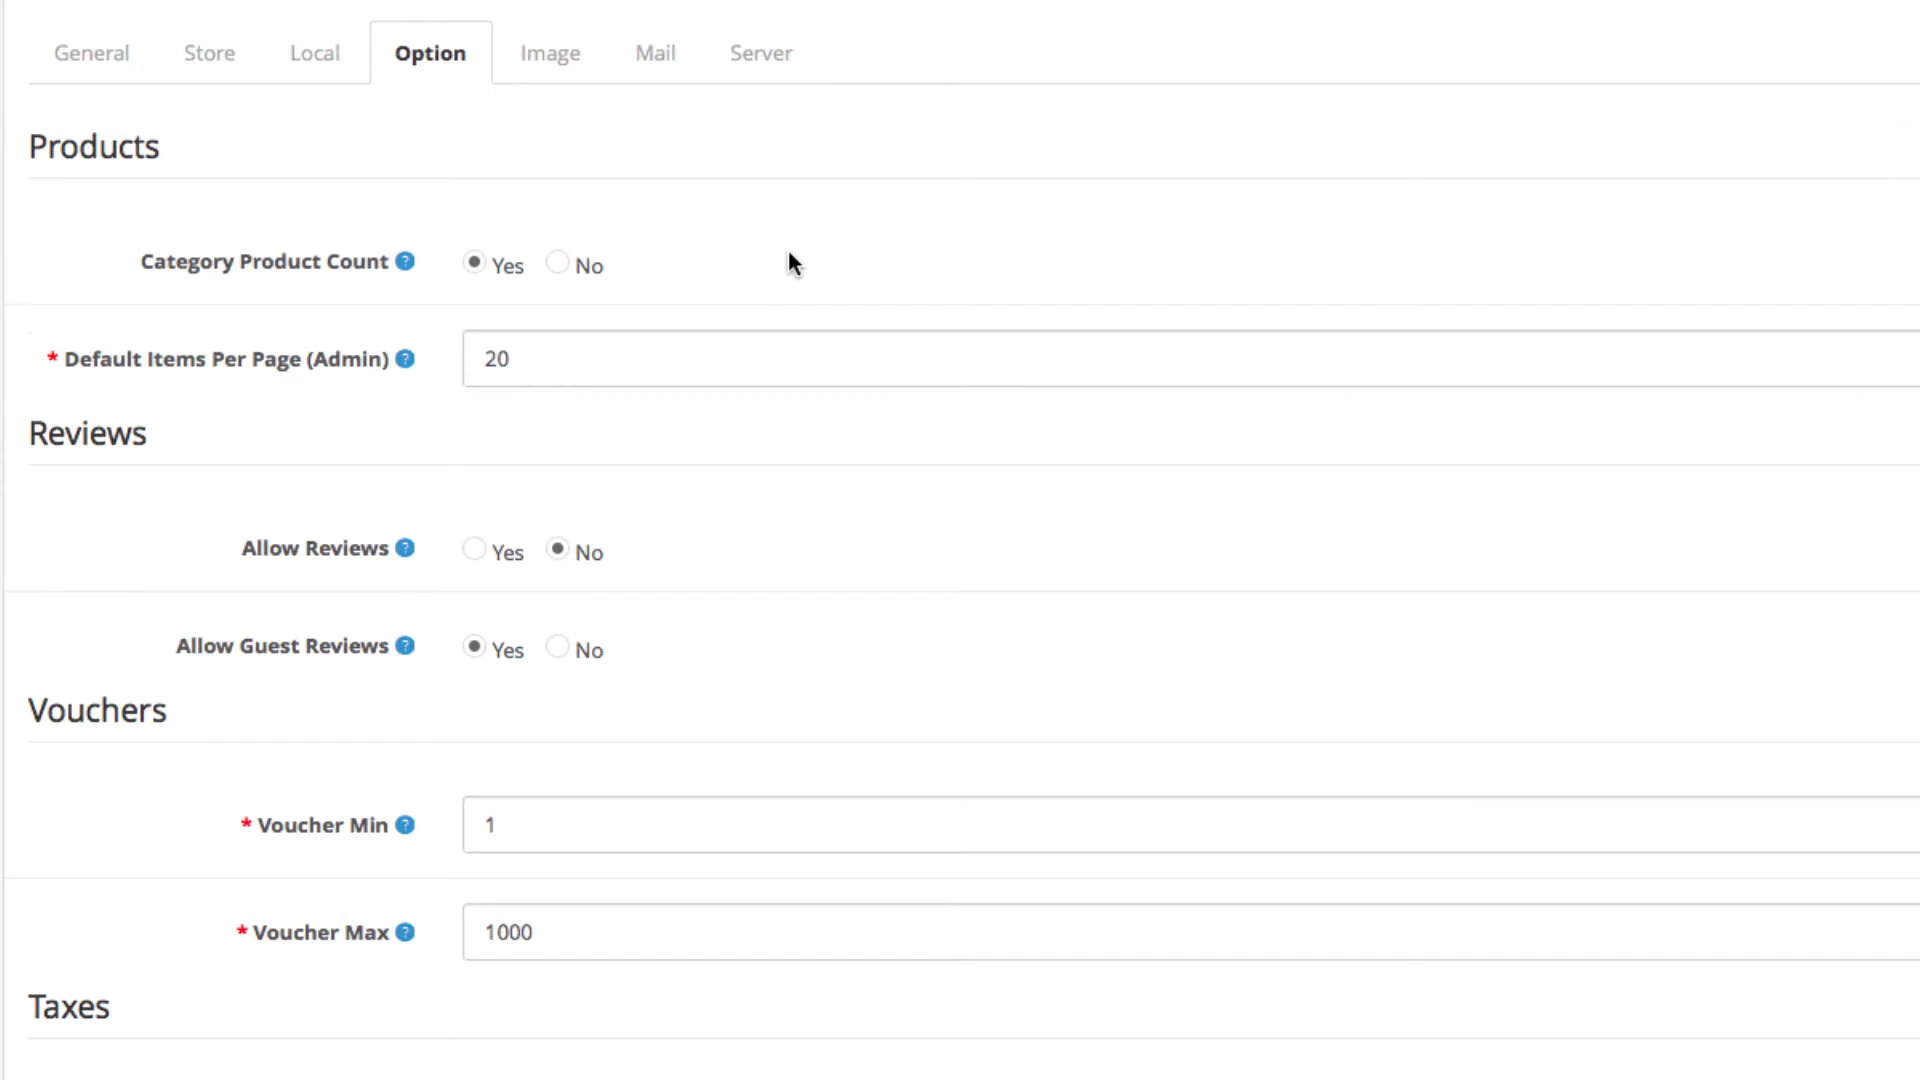 General Store Local Option Image Mail Server
Products
Category Product Count ? Yes No
* Default Items Per Page (Admin) ? 20
Reviews
Allow Reviews ? Yes No
Allow Guest Reviews ? Yes No
Vouchers
* Voucher Min ? 1
* Voucher Max ? 1000
Taxes